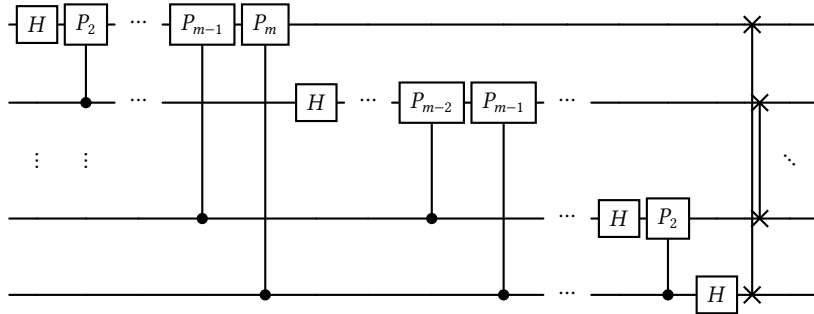 H P₂ ⋯ Pₘ₋₁ Pₘ
⋯ H ⋯ Pₘ₋₂ Pₘ₋₁ ⋯
⋮ ⋮ ⋱
⋯ H P₂
⋯ H